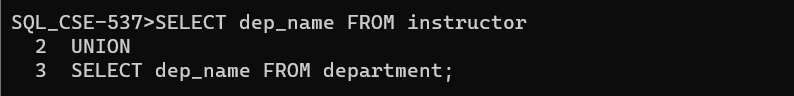 SQL_CSE-537>SELECT dep_name FROM instructor
2 UNION
3 SELECT dep_name FROM department;